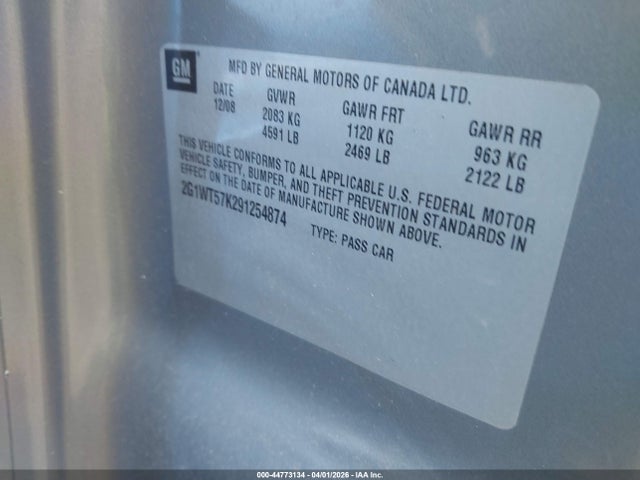 GM
MFD BY GENERAL MOTORS OF CANADA LTD.
DATE GVWR GAWR FRT GAWR RR
12/08 2083 KG 1120 KG 963 KG
4591 LB 2469 LB 2122 LB
THIS VEHICLE CONFORMS TO ALL APPLICABLE U.S. FEDERAL MOTOR
VEHICLE SAFETY, BUMPER, AND THEFT PREVENTION STANDARDS IN
EFFECT ON THE DATE OF MANUFACTURE SHOWN ABOVE.
2G1WT57K291254874 TYPE: PASS CAR
000-44773134 - 04/01/2026 - IAA Inc.